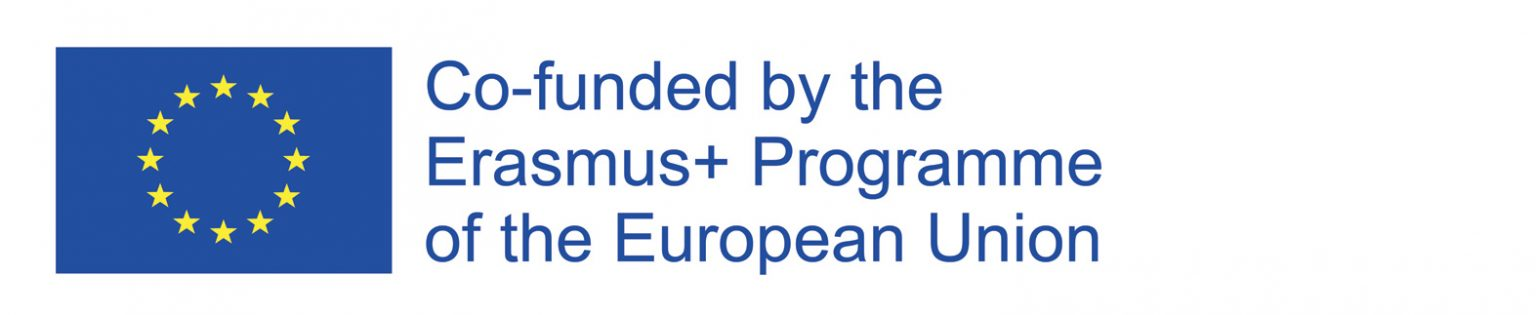 Co-funded by the
Erasmus+ Programme
of the European Union